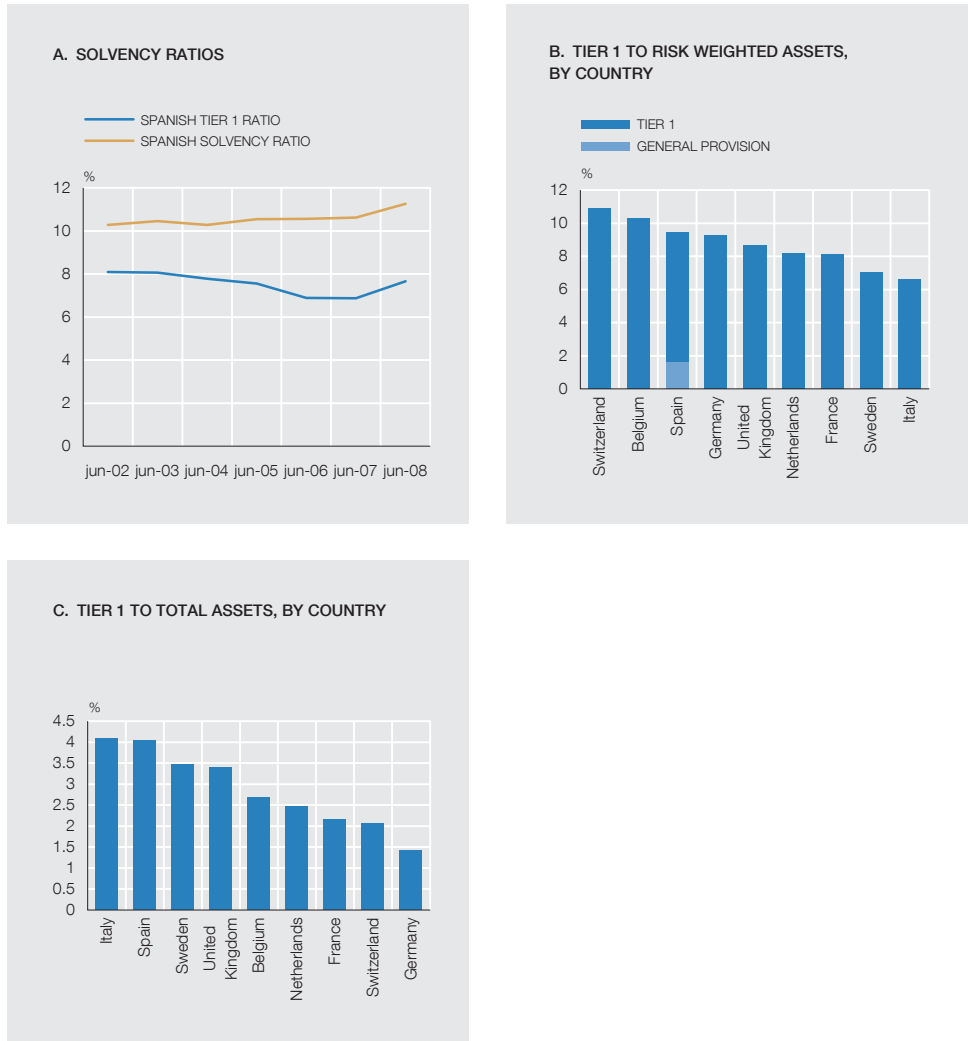 A. SOLVENCY RATIOS
SPANISH TIER 1 RATIO
SPANISH SOLVENCY RATIO
%
12
10
8
6
4
2
0
jun-02 jun-03 jun-04 jun-05 jun-06 jun-07 jun-08
B. TIER 1 TO RISK WEIGHTED ASSETS,
BY COUNTRY
TIER 1
GENERAL PROVISION
%
12
10
8
6
4
2
0
Switzerland
Belgium
Spain
Germany
United
Kingdom
Netherlands
France
Sweden
Italy
C. TIER 1 TO TOTAL ASSETS, BY COUNTRY
%
4.5
4
3.5
3
2.5
2
1.5
1
0.5
0
Italy
Spain
Sweden
United
Kingdom
Belgium
Netherlands
France
Switzerland
Germany